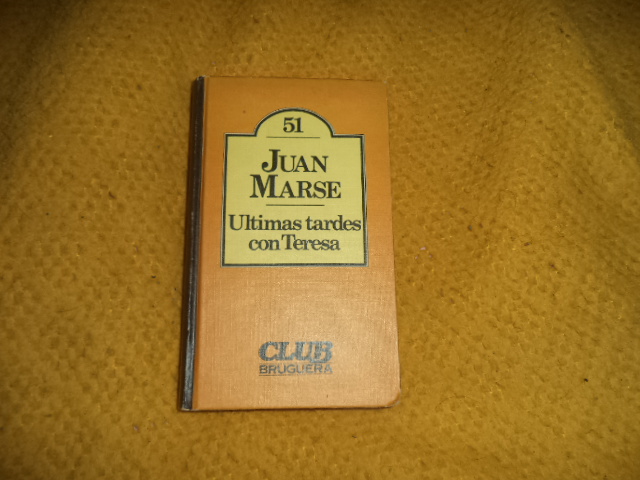 51
JUAN
MARSE
Ultimas tardes
con Teresa
CLUB
BRUGUERA